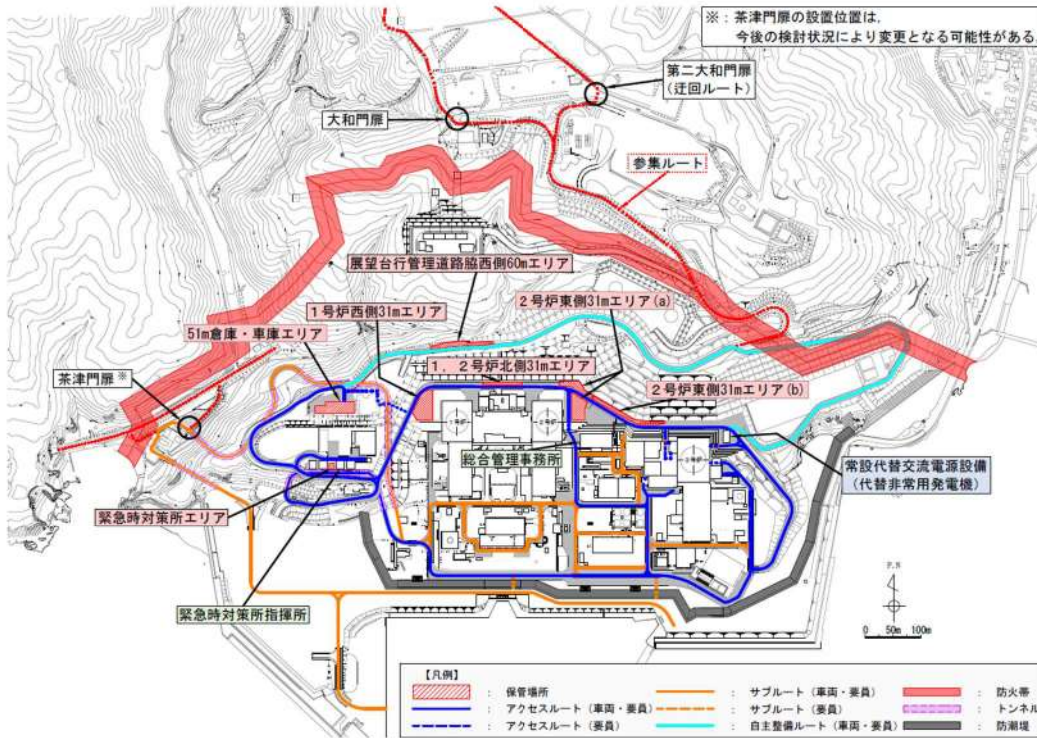 ※：茶津門扉の設置位置は，
今後の検討状況により変更となる可能性がある。
第二大和門扉
（迂回ルート）
大和門扉
参集ルート
展望台行管理道路脇西側60mエリア
１号炉西側31mエリア
２号炉東側31mエリア(a)
51m倉庫・車庫エリア
１，２号炉北側31mエリア
茶津門扉※
２号炉東側31mエリア(b)
総合管理事務所
常設代替交流電源設備
（代替非常用発電機）
緊急時対策所エリア
緊急時対策所指揮所
P.N
0 50m 100m
【凡例】
： 保管場所
： サブルート（車両・要員）
： 防火帯
： アクセスルート（車両・要員）
： サブルート（要員）
： トンネル
： アクセスルート（要員）
： 自主整備ルート（車両・要員）
： 防潮堤